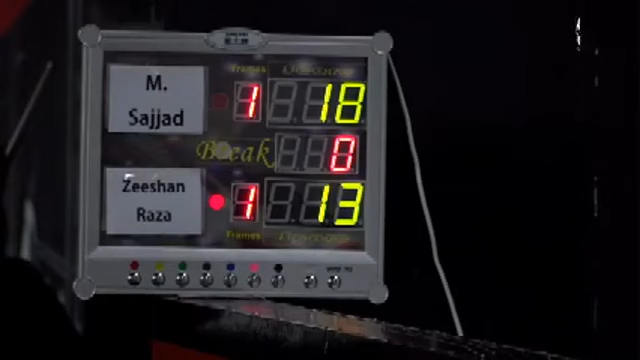 Frames
M.
Sajjad
1 18
Break 0
Zeeshan
Raza
1 13
Frames